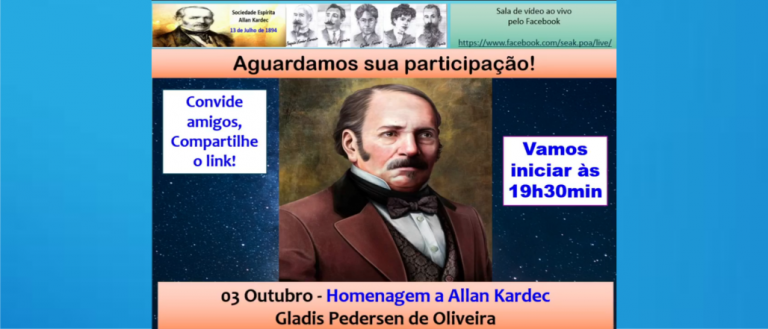 Sociedade Espírita
Allan Kardec
13 de Julho de 1894
Sala de vídeo ao vivo
pelo Facebook
https://www.facebook.com/seak.poa/live/
Aguardamos sua participação!
Convide
amigos,
Compartilhe
o link!
Vamos
iniciar às
19h30min
03 Outubro - Homenagem a Allan Kardec
Gladis Pedersen de Oliveira